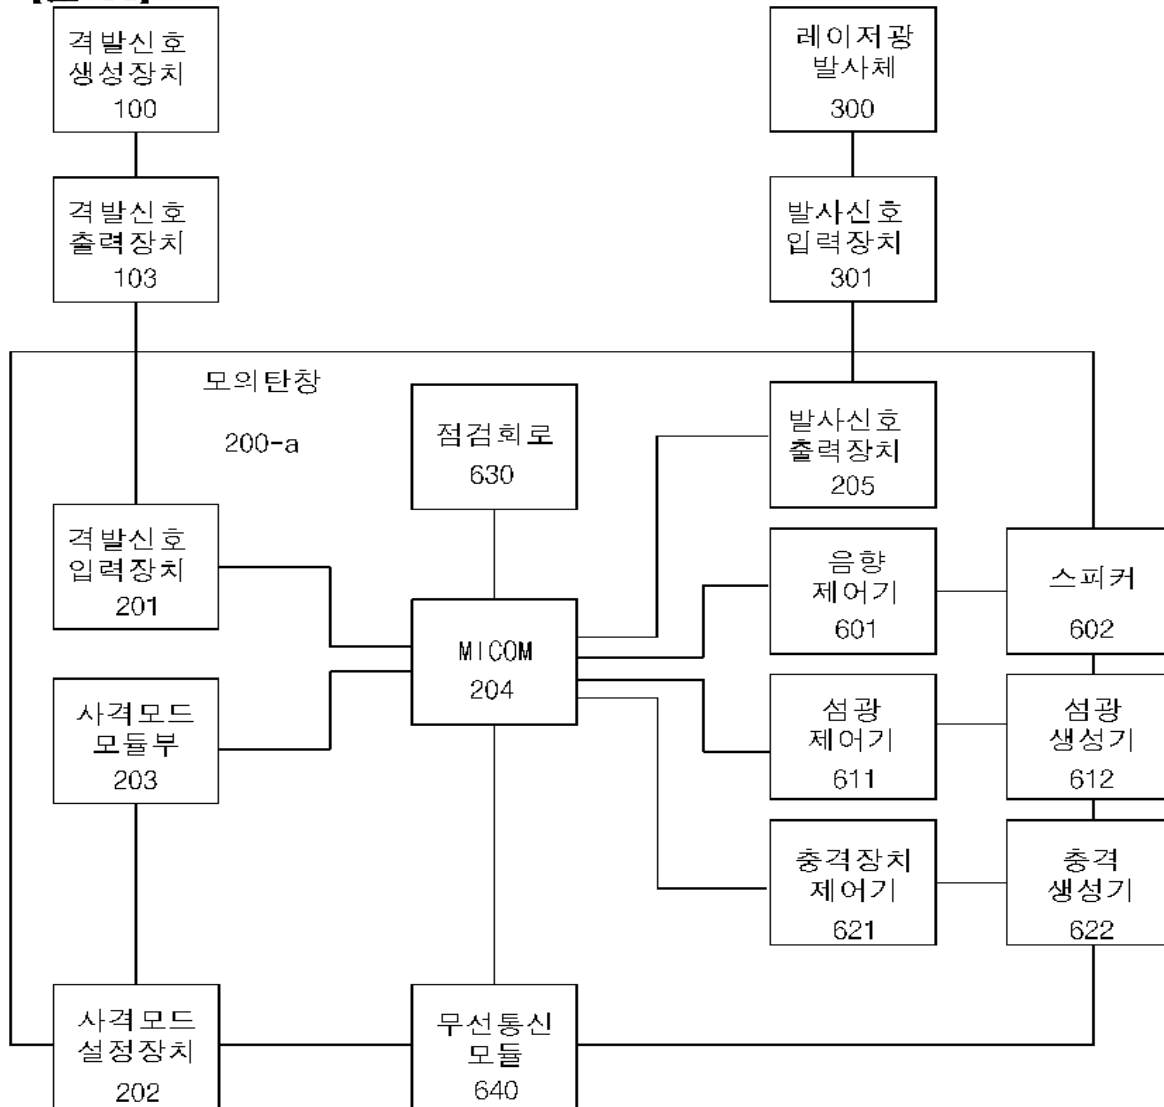 격발신호
생성장치
100
레이저광
발사체
300
격발신호
출력장치
103
발사신호
입력장치
301
모의탄창
200-a
점검회로
630
발사신호
출력장치
205
격발신호
입력장치
201
음향
제어기
601
스피커
602
MICOM
204
사격모드
모듈부
203
섬광
제어기
611
섬광
생성기
612
충격장치
제어기
621
충격
생성기
622
사격모드
설정장치
202
무선통신
모듈
640